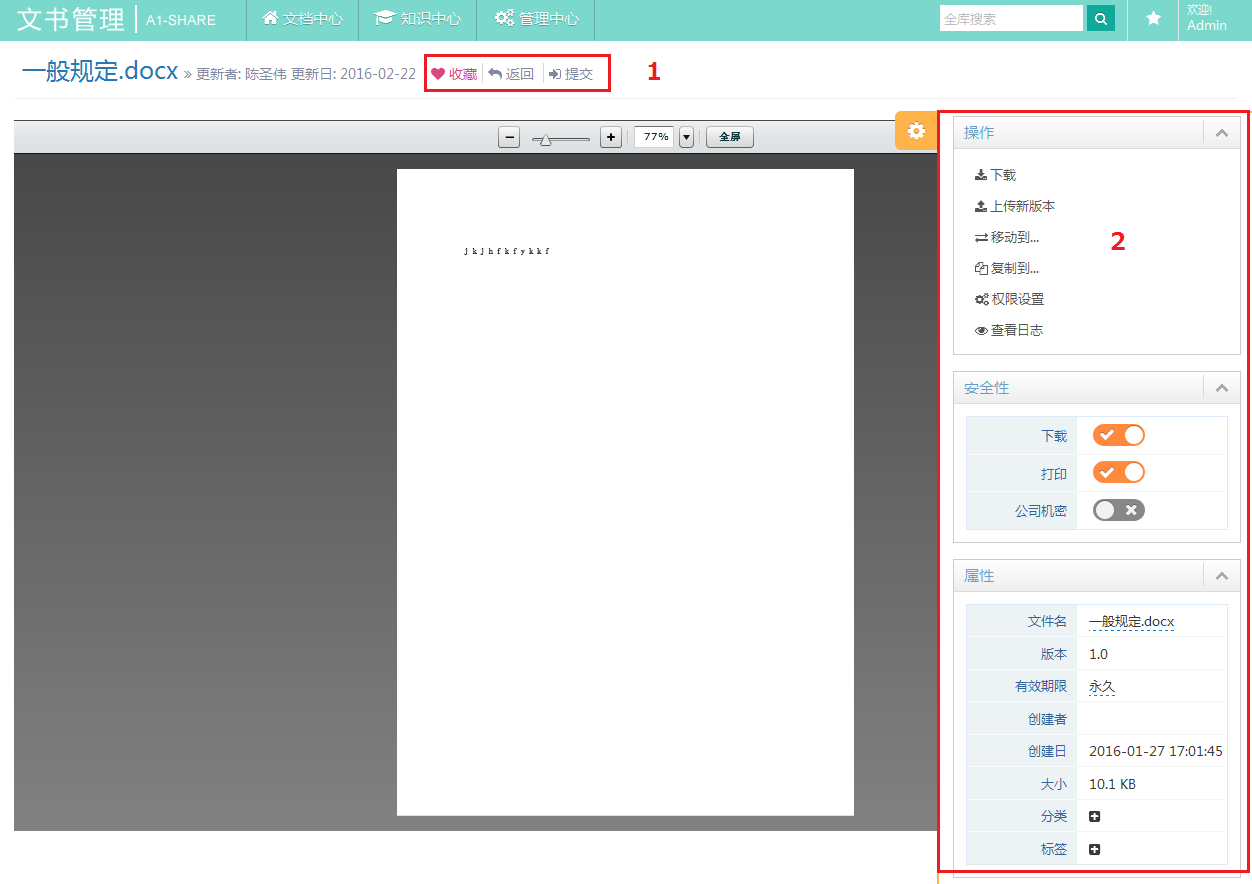 文书管理 A1-SHARE 文档中心 知识中心 管理中心 全库搜索 欢迎! Admin
一般规定.docx » 更新者: 陈圣伟 更新日: 2016-02-22 收藏 返回 提交 1
77% 全屏
jkjhfkfykkf
操作
下载
上传新版本
移动到...
2
复制到...
权限设置
查看日志
安全性
下载
打印
公司机密
属性
文件名 一般规定.docx
版本 1.0
有效期限 永久
创建者
创建日 2016-01-27 17:01:45
大小 10.1 KB
分类
标签